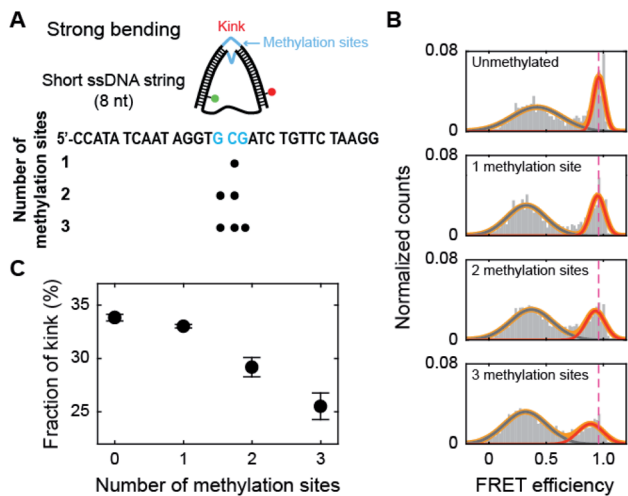 A
Strong bending
Kink
Methylation sites
Short ssDNA string
(8 nt)
5'-CCATA TCAAT AGGTG CGATC TGTTC TAAGG
Number of
methylation sites
1
2
3
B
Normalized counts
0.08
Unmethylated
0
0.08
1 methylation site
0
0.08
2 methylation sites
0
0.08
3 methylation sites
0
0 0.5 1.0
FRET efficiency
C
Fraction of kink (%)
35
30
25
0 1 2 3
Number of methylation sites